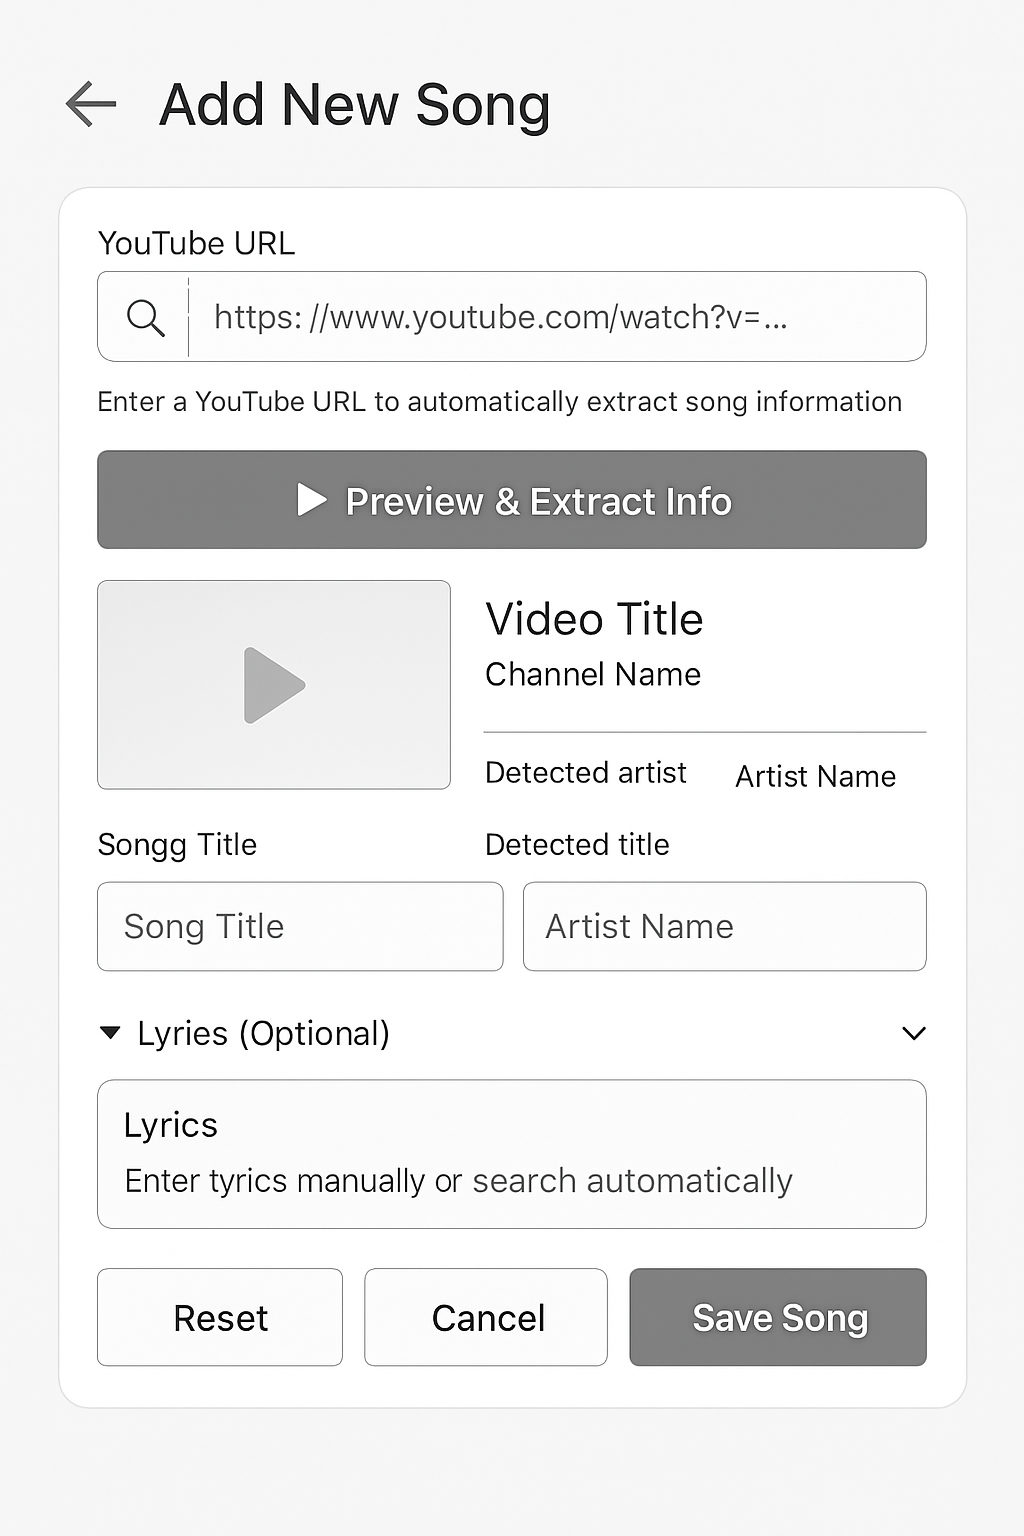 Add New Song
YouTube URL
https: //www.youtube.com/watch?v=...
Enter a YouTube URL to automatically extract song information
Preview & Extract Info
Video Title
Channel Name
Detected artist Artist Name
Songg Title Detected title
Song Title Artist Name
Lyries (Optional)
Lyrics
Enter tyrics manually or search automatically
Reset Cancel Save Song